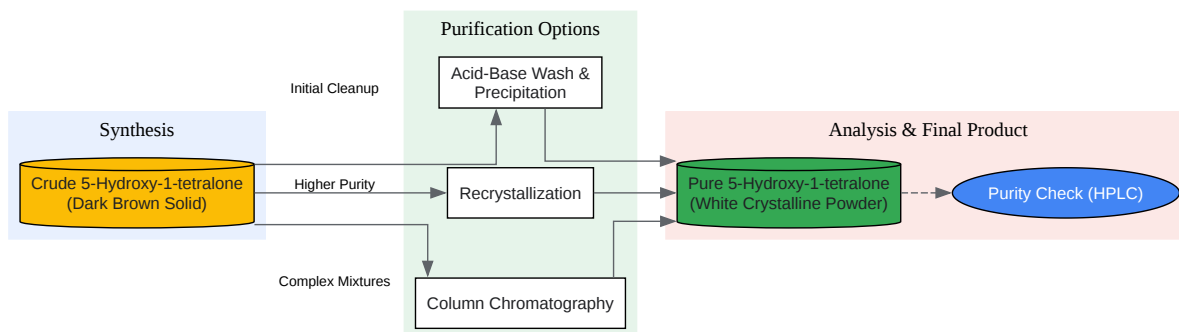 Purification Options
Acid-Base Wash &
Precipitation
Initial Cleanup
Synthesis
Analysis & Final Product
Crude 5-Hydroxy-1-tetralone
(Dark Brown Solid)
Higher Purity
Recrystallization
Pure 5-Hydroxy-1-tetralone
(White Crystalline Powder)
Purity Check (HPLC)
Complex Mixtures
Column Chromatography